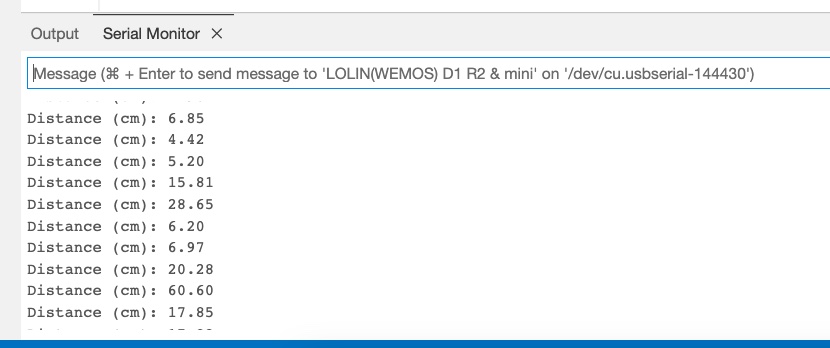 Output Serial Monitor ×
Message (⌘ + Enter to send message to 'LOLIN(WEMOS) D1 R2 & mini' on '/dev/cu.usbserial-144430')
Distance (cm): 6.85
Distance (cm): 4.42
Distance (cm): 5.20
Distance (cm): 15.81
Distance (cm): 28.65
Distance (cm): 6.20
Distance (cm): 6.97
Distance (cm): 20.28
Distance (cm): 60.60
Distance (cm): 17.85